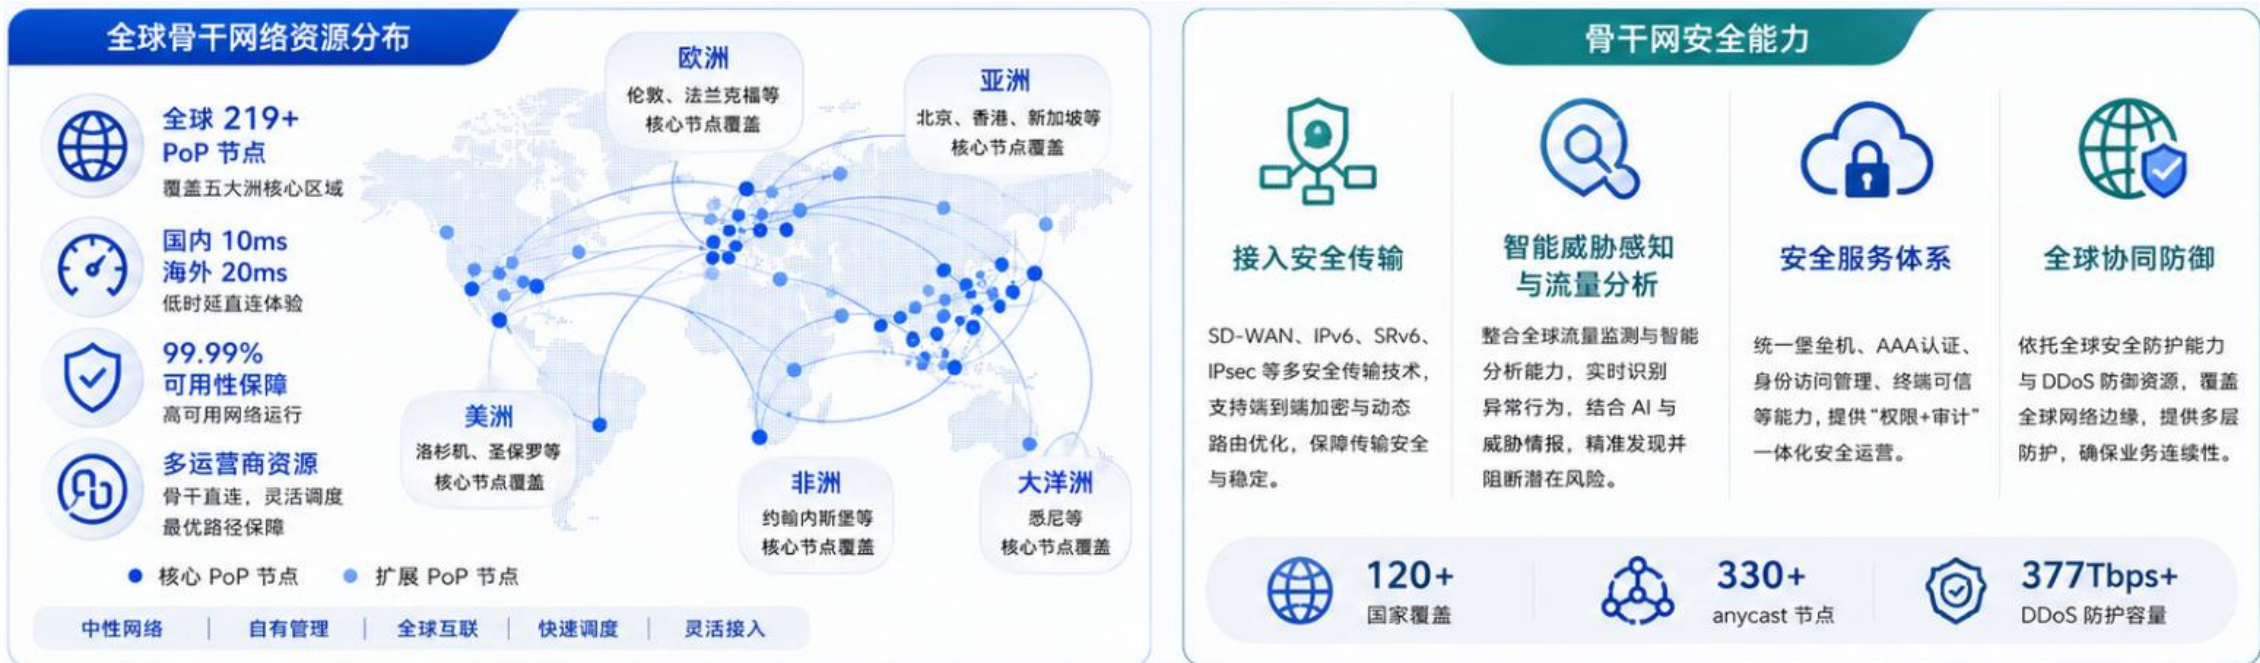 全球骨干网络资源分布
全球 219+
PoP 节点
覆盖五大洲核心区域
国内 10ms
海外 20ms
低时延直连体验
99.99%
可用性保障
高可用网络运行
多运营商资源
骨干直连，灵活调度
最优路径保障
欧洲
伦敦、法兰克福等
核心节点覆盖
亚洲
北京、香港、新加坡等
核心节点覆盖
美洲
洛杉矶、圣保罗等
核心节点覆盖
非洲
约翰内斯堡等
核心节点覆盖
大洋洲
悉尼等
核心节点覆盖
核心 PoP 节点
扩展 PoP 节点
中性网络 | 自有管理 | 全球互联 | 快速调度 | 灵活接入
骨干网安全能力
接入安全传输
SD-WAN、IPv6、SRv6、
IPsec 等多安全传输技术，
支持端到端加密与动态
路由优化，保障传输安全
与稳定。
智能威胁感知
与流量分析
整合全球流量监测与智能
分析能力，实时识别
异常行为，结合 AI 与
威胁情报，精准发现并
阻断潜在风险。
安全服务体系
统一堡垒机、AAA认证、
身份访问管理、终端可信
等能力，提供“权限+审计”
一体化安全运营。
全球协同防御
依托全球安全防护能力
与 DDoS 防御资源，覆盖
全球网络边缘，提供多层
防护，确保业务连续性。
120+
国家覆盖
330+
anycast 节点
377Tbps+
DDoS 防护容量